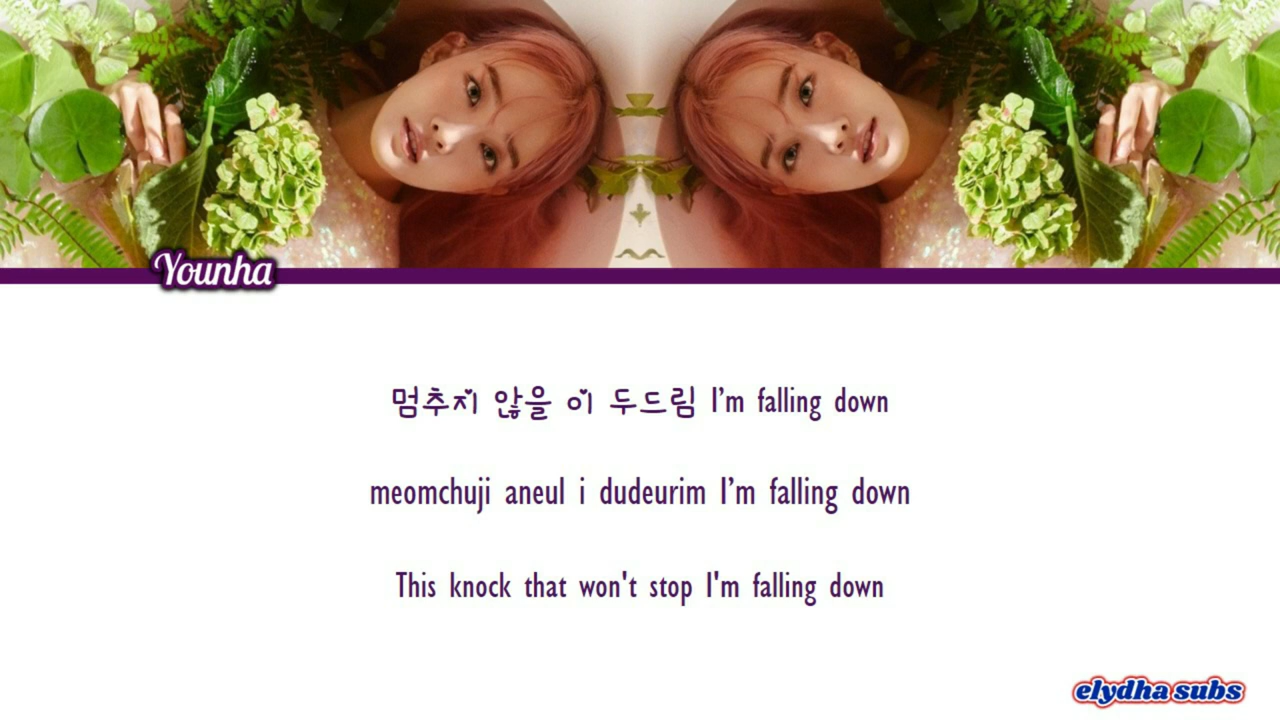 Younha
멈추지 않을 이 두드림 I’m falling down
meomchuji aneul i dudeurim I’m falling down
This knock that won't stop I'm falling down
elydha subs